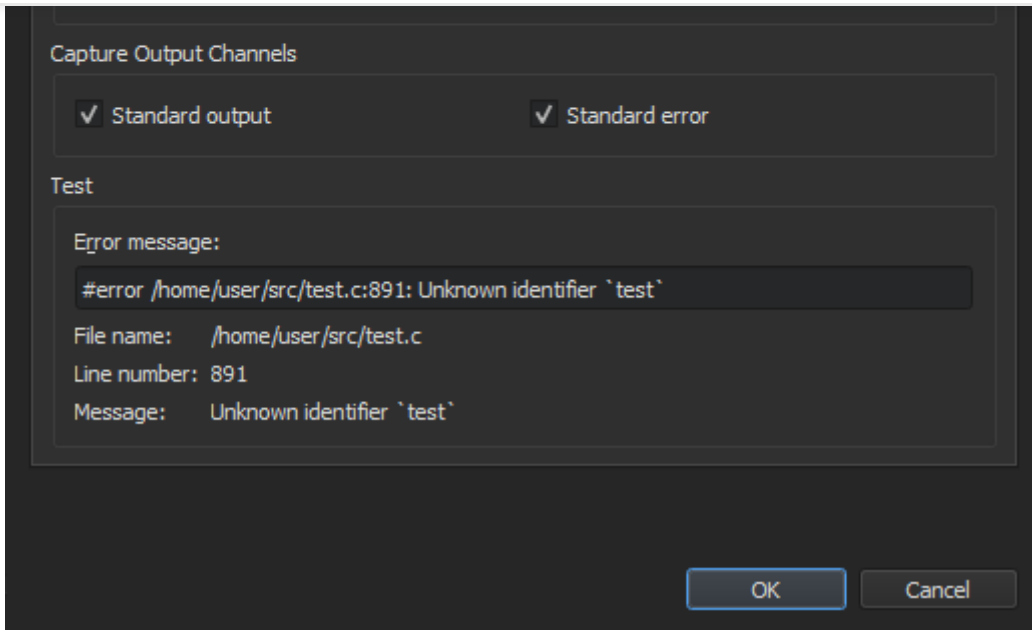 Capture Output Channels
Standard output
Standard error
Test
Error message:
#error /home/user/src/test.c:891: Unknown identifier `test`
File name: /home/user/src/test.c
Line number: 891
Message: Unknown identifier `test`
OK
Cancel